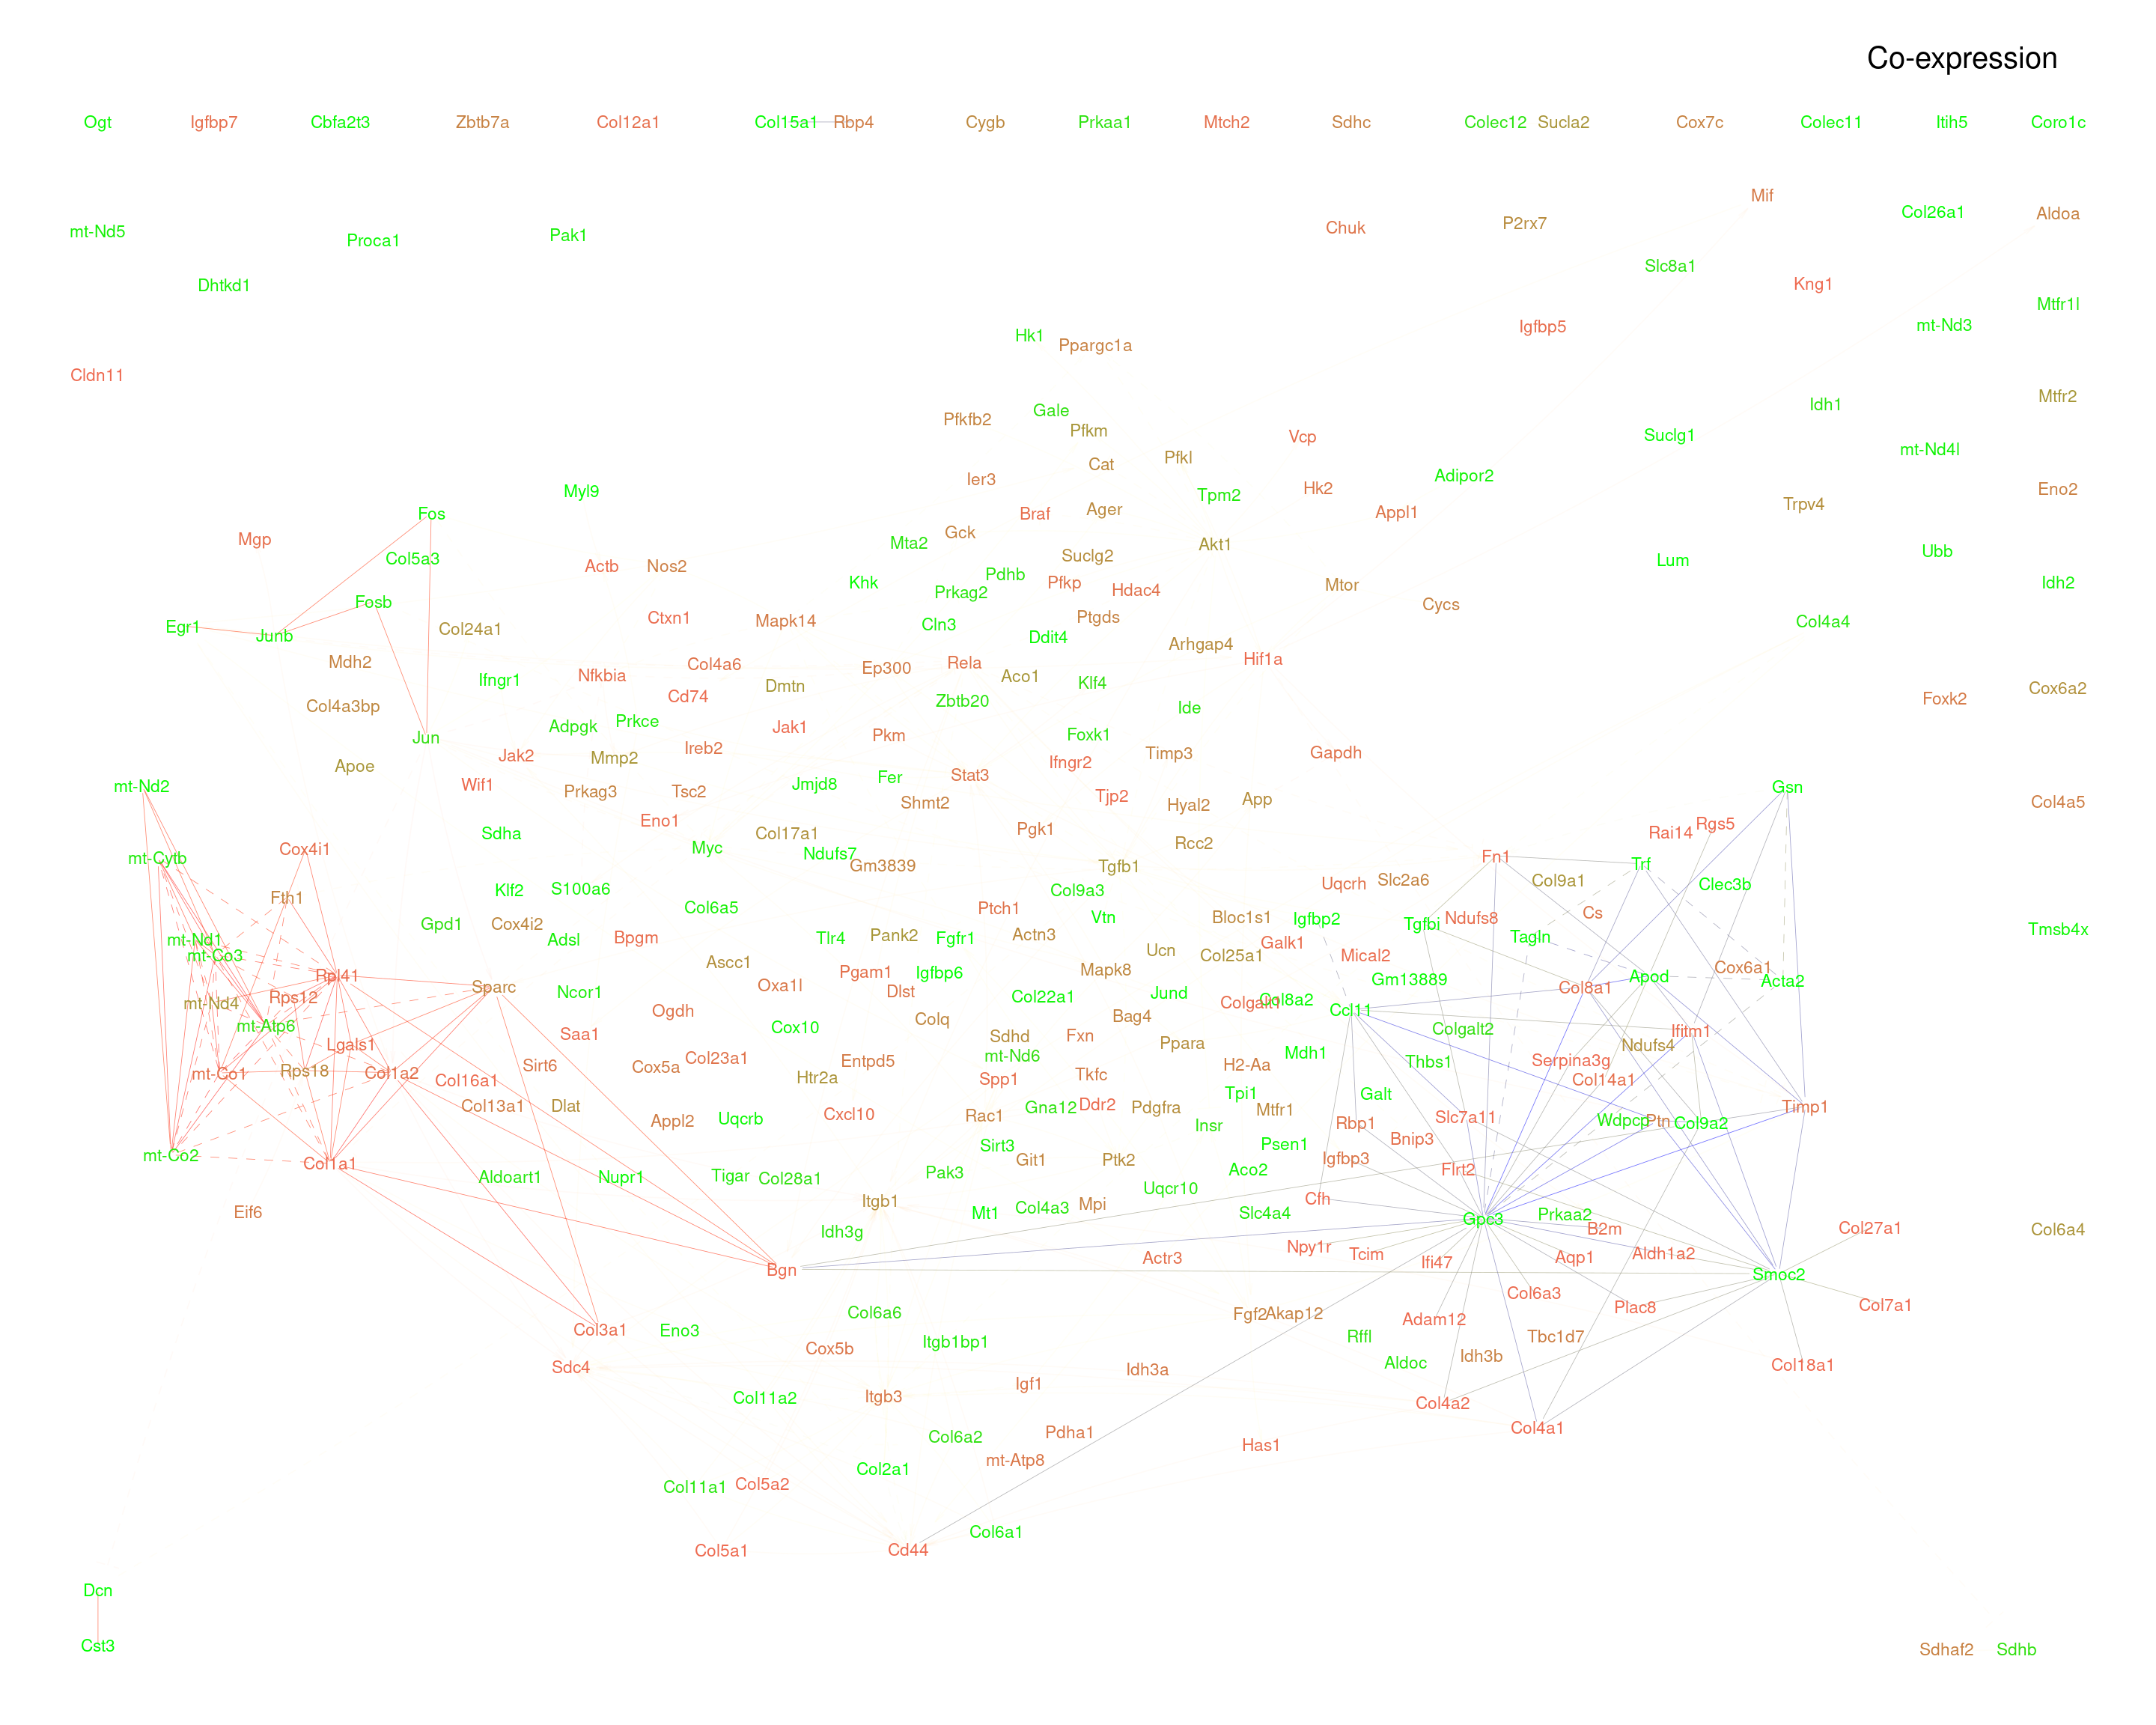 Co-expression
Ogt Igfbp7 Cbfa2t3 Zbtb7a Col12a1 Col15a1 Rbp4 Cygb Prkaa1 Mtch2 Sdhc Colec12 Sucla2 Cox7c Colec11 Itih5 Coro1c
Mif
Col26a1 Aldoa
P2rx7
Chuk
mt-Nd5 Proca1 Pak1
Slc8a1
Dhtkd1 Kng1
Mtfr1l
Igfbp5 mt-Nd3
Hk1 Ppargc1a
Cldn11
Mtfr2
Idh1
Gale
Pfkfb2 Pfkm Vcp Suclg1
mt-Nd4l
Cat Pfkl
Ier3 Adipor2
Myl9 Tpm2 Hk2 Eno2
Trpv4
Fos Braf Ager Appl1
Mgp Gck
Mta2 Akt1 Ubb
Col5a3 Suclg2 Lum
Actb Nos2
Khk Prkag2 Pdhb Pfkp Hdac4 Mtor Idh2
Fosb Cycs
Ctxn1 Mapk14 Cln3 Ptgds Col4a4
Egr1 Junb Col24a1 Ddit4 Arhgap4
Mdh2 Col4a6 Ep300 Rela Hif1a
Ifngr1 Nfkbia Dmtn Aco1 Klf4 Cox6a2
Col4a3bp Cd74 Zbtb20 Ide Foxk2
Adpgk Prkce Jak1
Jun Pkm Foxk1
Apoe Jak2 Mmp2 Ireb2 Ifngr2 Timp3 Gapdh
mt-Nd2 Wif1 Prkag3 Tsc2 Jmjd8 Fer Stat3 Gsn
Shmt2 Tjp2 Hyal2 App Col4a5
Sdha Eno1 Col17a1 Pgk1 Rai14 Rgs5
mt-Cytb Cox4i1 Myc Ndufs7 Rcc2 Fn1
Gm3839 Tgfb1 Trf
Fth1 Klf2 S100a6 Col9a3 Uqcrh Slc2a6 Col9a1 Clec3b
Gpd1 Cox4i2 Col6a5 Ptch1 Vtn Bloc1s1 Igfbp2 Tgfbi Ndufs8 Cs
mt-Nd1 Adsl Bpgm Tlr4 Pank2 Fgfr1 Actn3 Galk1 Tagln Tmsb4x
mt-Co3 Ascc1 Ucn Col25a1 Mical2
Rpl41 Pgam1 Igfbp6 Mapk8 Gm13889 Apod Cox6a1 Acta2
Sparc Ncor1 Oxa1l Dlst Col22a1 Jund Col8a1
mt-Nd4 Rps12 Ogdh Colgalt1 Col8a2 Ccl11
mt-Atp6 Saa1 Cox10 Colq Bag4 Colgalt2 Ifitm1
Lgals1 Sdhd Fxn Ppara Ndufs4
mt-Co1 Rps18 Col1a2 Sirt6 Cox5a Col23a1 Entpd5 mt-Nd6 H2-Aa Mdh1 Thbs1 Serpina3g
Col16a1 Htr2a Spp1 Tkfc Col14a1
Col13a1 Dlat Tpi1 Galt
Appl2 Uqcrb Cxcl10 Rac1 Gna12 Ddr2 Pdgfra Mtfr1 Timp1
Insr Rbp1 Slc7a11 Wdpcp Ptn Col9a2
mt-Co2 Col1a1 Sirt3 Git1 Ptk2 Psen1 Igfbp3 Bnip3
Aldoart1 Nupr1 Tigar Col28a1 Pak3 Aco2 Flrt2
Uqcr10
Eif6 Itgb1 Mt1 Col4a3 Mpi Slc4a4 Cfh
Idh3g Gpc3 Prkaa2 B2m Col27a1 Col6a4
Bgn Actr3 Npy1r Tcim Ifi47 Aqp1 Aldh1a2
Smoc2
Col6a3 Plac8 Col7a1
Col3a1 Eno3 Col6a6 Fgf2 Akap12 Adam12
Cox5b Itgb1bp1 Rffl Tbc1d7
Sdc4 Idh3a Aldoc Idh3b Col18a1
Col11a2 Itgb3 Igf1 Col4a2
Col6a2 Pdha1 Has1 Col4a1
Col2a1 mt-Atp8
Col11a1 Col5a2
Col6a1
Col5a1 Cd44
Dcn
Cst3 Sdhaf2 Sdhb